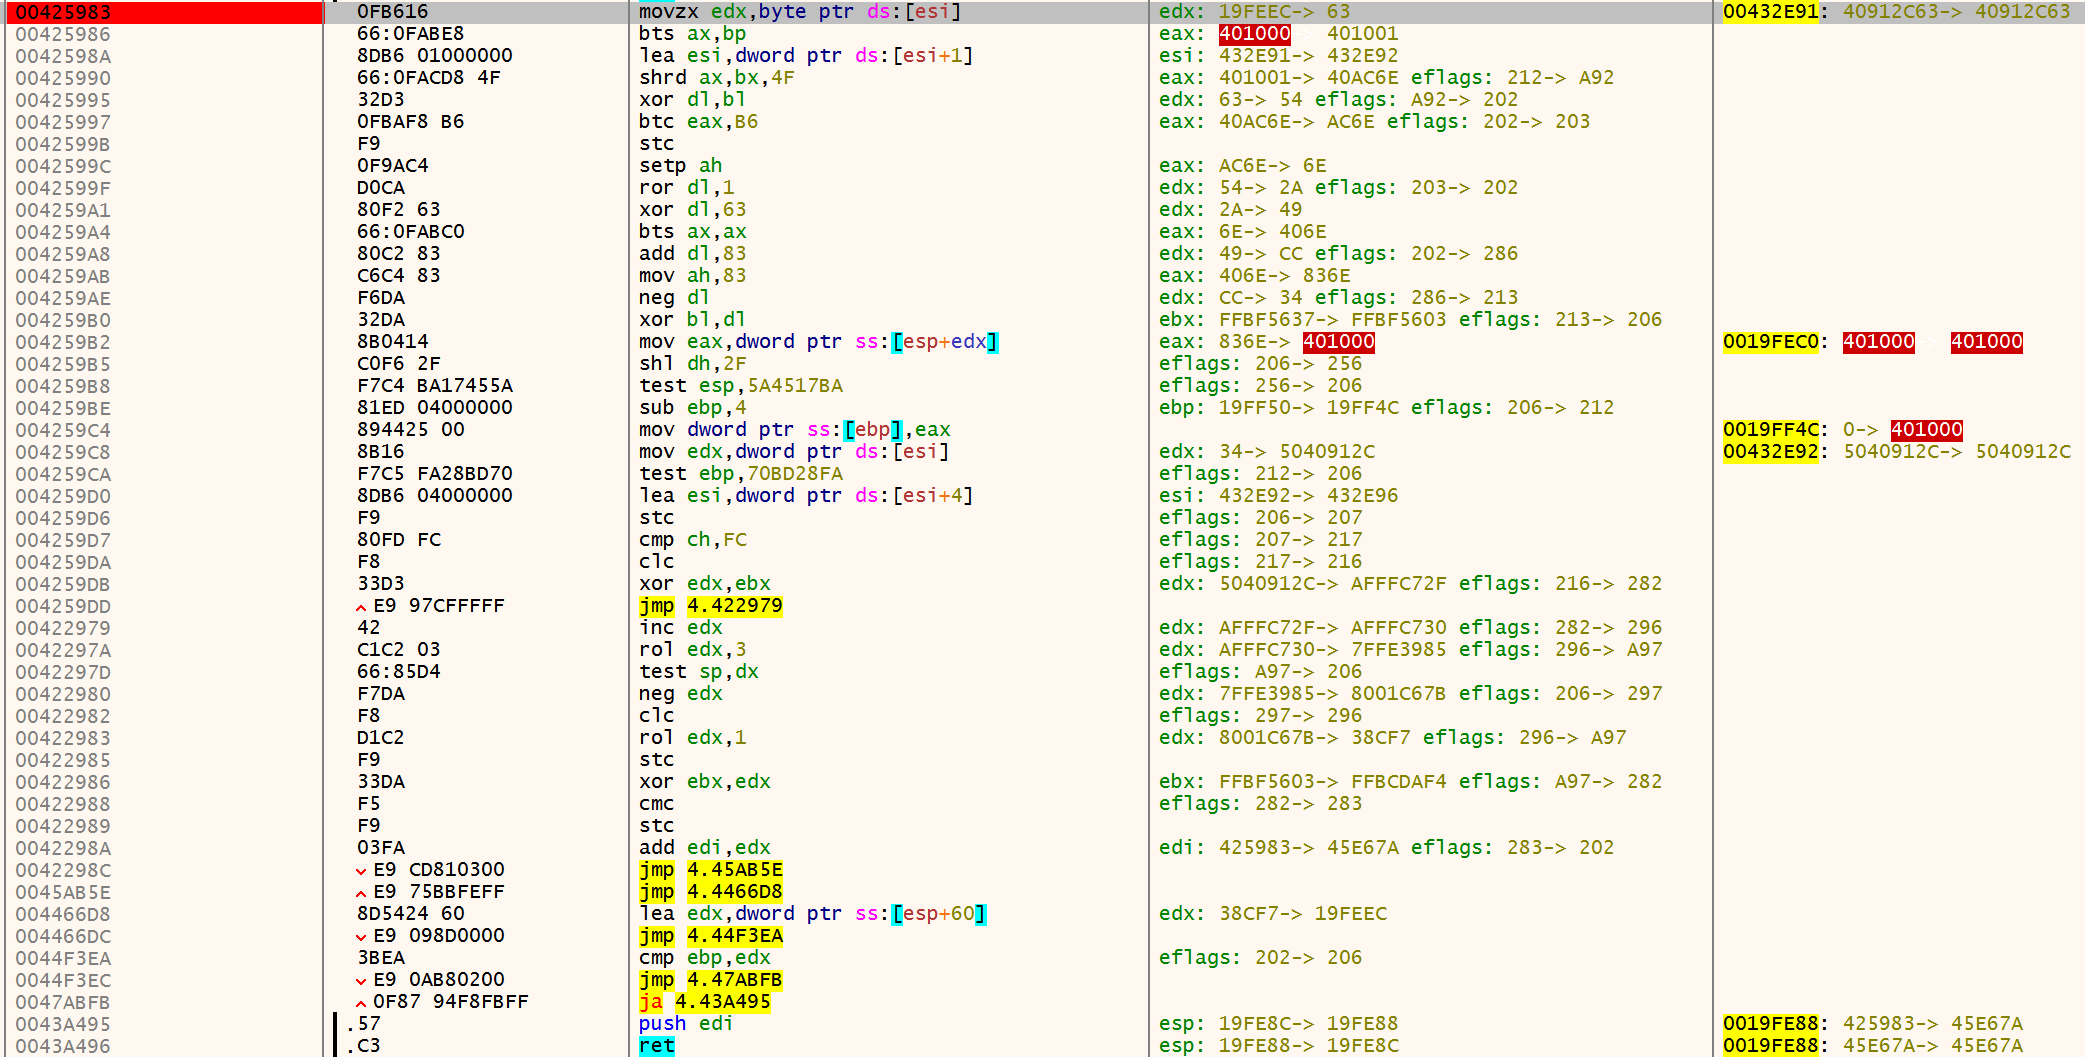 00425983 0FB616 movzx edx,byte ptr ds:[esi] edx: 19FEEC-> 63 00432E91: 40912C63-> 40912C63
00425986 66:0FABE8 bts ax,bp eax: 401000-> 401001
0042598A 8DB6 01000000 lea esi,dword ptr ds:[esi+1] esi: 432E91-> 432E92
00425990 66:0FACD8 4F shrd ax,bx,4F eax: 401001-> 40AC6E eflags: 212-> A92
00425995 32D3 xor dl,bl edx: 63-> 54 eflags: A92-> 202
00425997 0FBAF8 B6 btc eax,B6 eax: 40AC6E-> AC6E eflags: 202-> 203
0042599B F9 stc
0042599C 0F9AC4 setp ah eax: AC6E-> 6E
0042599F D0CA ror dl,1 edx: 54-> 2A eflags: 203-> 202
004259A1 80F2 63 xor dl,63 edx: 2A-> 49
004259A4 66:0FABC0 bts ax,ax eax: 6E-> 406E
004259A8 80C2 83 add dl,83 edx: 49-> CC eflags: 202-> 286
004259AB C6C4 83 mov ah,83 eax: 406E-> 836E
004259AE F6DA neg dl edx: CC-> 34 eflags: 286-> 213
004259B0 32DA xor bl,dl ebx: FFBF5637-> FFBF5603 eflags: 213-> 206
004259B2 8B0414 mov eax,dword ptr ss:[esp+edx] eax: 836E-> 401000 0019FEC0: 401000-> 401000
004259B5 C0F6 2F shl dh,2F eflags: 206-> 256
004259B8 F7C4 BA17455A test esp,5A4517BA eflags: 256-> 206
004259BE 81ED 04000000 sub ebp,4 ebp: 19FF50-> 19FF4C eflags: 206-> 212
004259C4 894425 00 mov dword ptr ss:[ebp],eax 0019FF4C: 0-> 401000
004259C8 8B16 mov edx,dword ptr ds:[esi] edx: 34-> 5040912C 00432E92: 5040912C-> 5040912C
004259CA F7C5 FA28BD70 test ebp,70BD28FA eflags: 212-> 206
004259D0 8DB6 04000000 lea esi,dword ptr ds:[esi+4] esi: 432E92-> 432E96
004259D6 F9 stc eflags: 206-> 207
004259D7 80FD FC cmp ch,FC eflags: 207-> 217
004259DA F8 clc eflags: 217-> 216
004259DB 33D3 xor edx,ebx edx: 5040912C-> AFFFC72F eflags: 216-> 282
004259DD E9 97CFFFFF jmp 4.422979
00422979 42 inc edx edx: AFFFC72F-> AFFFC730 eflags: 282-> 296
0042297A C1C2 03 rol edx,3 edx: AFFFC730-> 7FFE3985 eflags: 296-> A97
0042297D 66:85D4 test sp,dx eflags: A97-> 206
00422980 F7DA neg edx edx: 7FFE3985-> 8001C67B eflags: 206-> 297
00422982 F8 clc eflags: 297-> 296
00422983 D1C2 rol edx,1 edx: 8001C67B-> 38CF7 eflags: 296-> A97
00422985 F9 stc
00422986 33DA xor ebx,edx ebx: FFBF5603-> FFBCDAF4 eflags: A97-> 282
00422988 F5 cmc eflags: 282-> 283
00422989 F9 stc
0042298A 03FA add edi,edx edi: 425983-> 45E67A eflags: 283-> 202
0042298C E9 CD810300 jmp 4.45AB5E
0045AB5E E9 75BBFEFF jmp 4.4466D8
004466D8 8D5424 60 lea edx,dword ptr ss:[esp+60] edx: 38CF7-> 19FEEC
004466DC E9 098D0000 jmp 4.44F3EA
0044F3EA 3BEA cmp ebp,edx eflags: 202-> 206
0044F3EC E9 0AB80200 jmp 4.47ABFB
0047ABFB 0F87 94F8FBFF ja 4.43A495
0043A495 .57 push edi esp: 19FE8C-> 19FE88 0019FE88: 425983-> 45E67A
0043A496 .C3 ret esp: 19FE88-> 19FE8C 0019FE88: 45E67A-> 45E67A